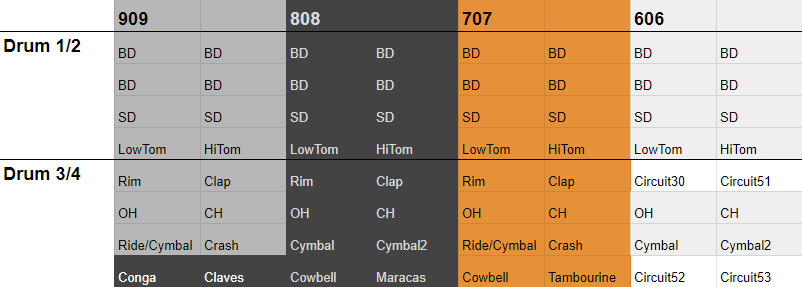 909 808 707 606
Drum 1/2
BD BD BD BD BD BD BD BD
BD BD BD BD BD BD BD BD
SD SD SD SD SD SD SD SD
LowTom HiTom LowTom HiTom LowTom HiTom LowTom HiTom
Drum 3/4
Rim Clap Rim Clap Rim Clap Circuit30 Circuit51
OH CH OH CH OH CH OH CH
Ride/Cymbal Crash Cymbal Cymbal2 Ride/Cymbal Crash Cymbal Cymbal2
Conga Claves Cowbell Maracas Cowbell Tambourine Circuit52 Circuit53